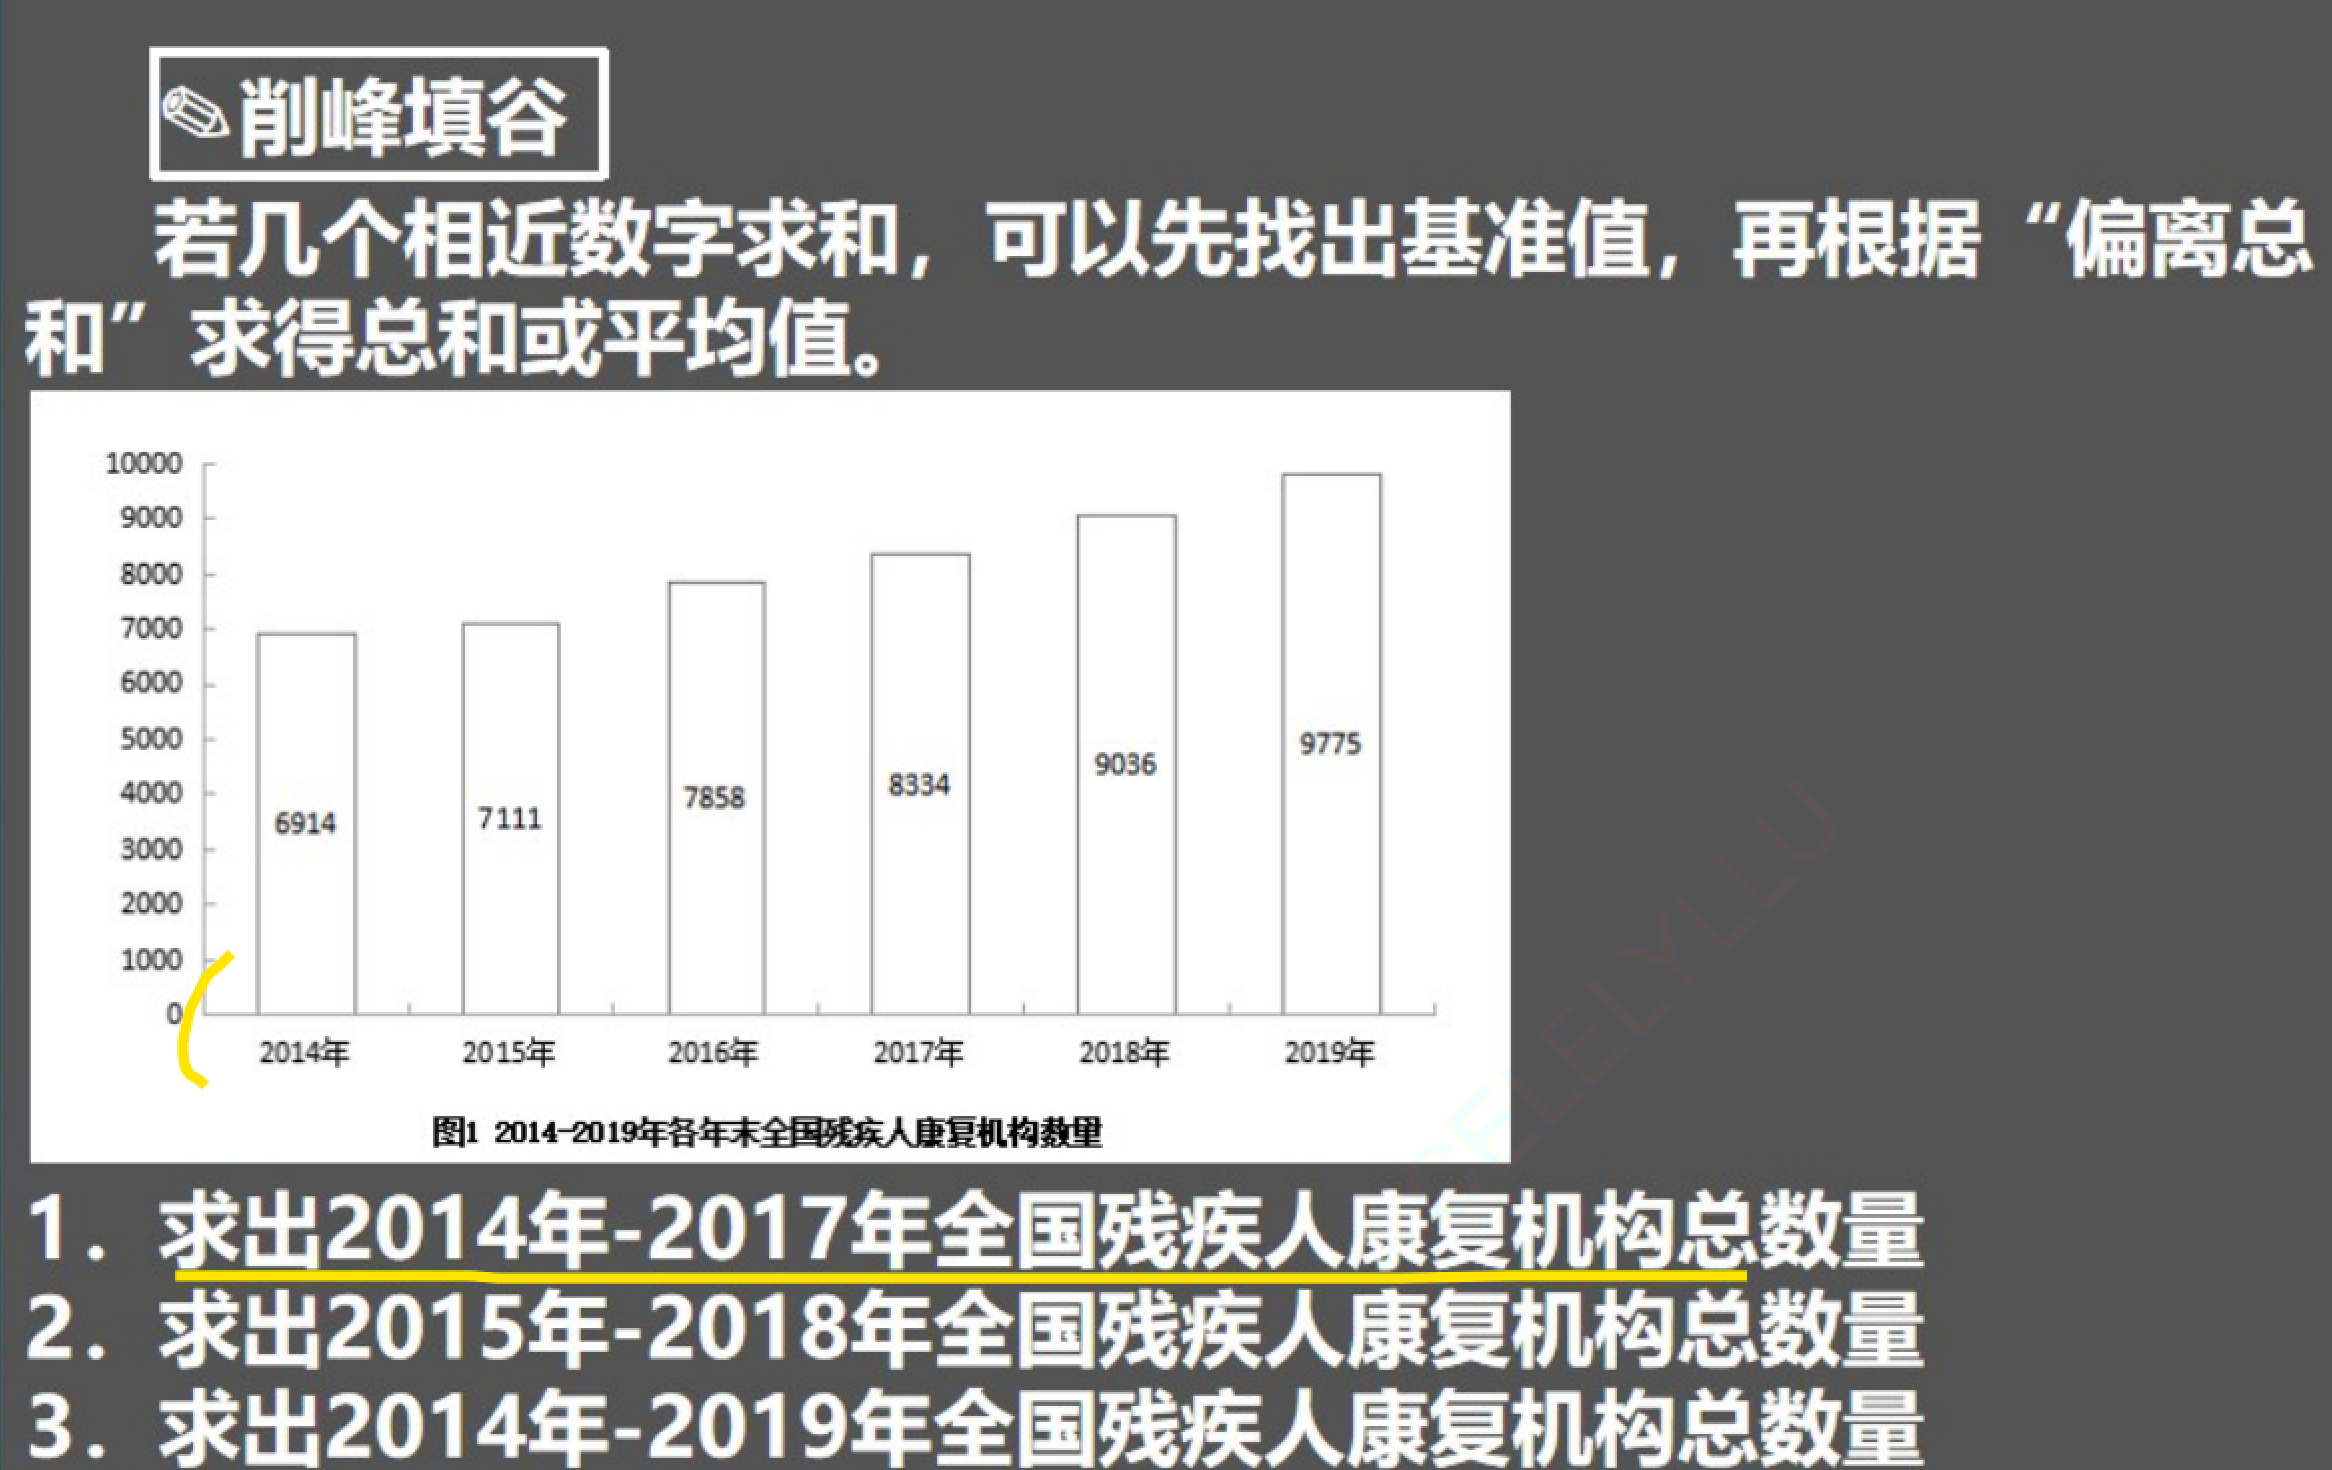 削峰填谷
若几个相近数字求和，可以先找出基准值，再根据“偏离总
和”求得总和或平均值。
10000
9000
8000
7000
6000
5000
4000
3000
2000
1000
0
6914
7111
7858
8334
9036
9775
2014年 2015年 2016年 2017年 2018年 2019年
图1 2014-2019年各年末全国残疾人康复机构数量
1. 求出2014年-2017年全国残疾人康复机构总数量
2. 求出2015年-2018年全国残疾人康复机构总数量
3. 求出2014年-2019年全国残疾人康复机构总数量